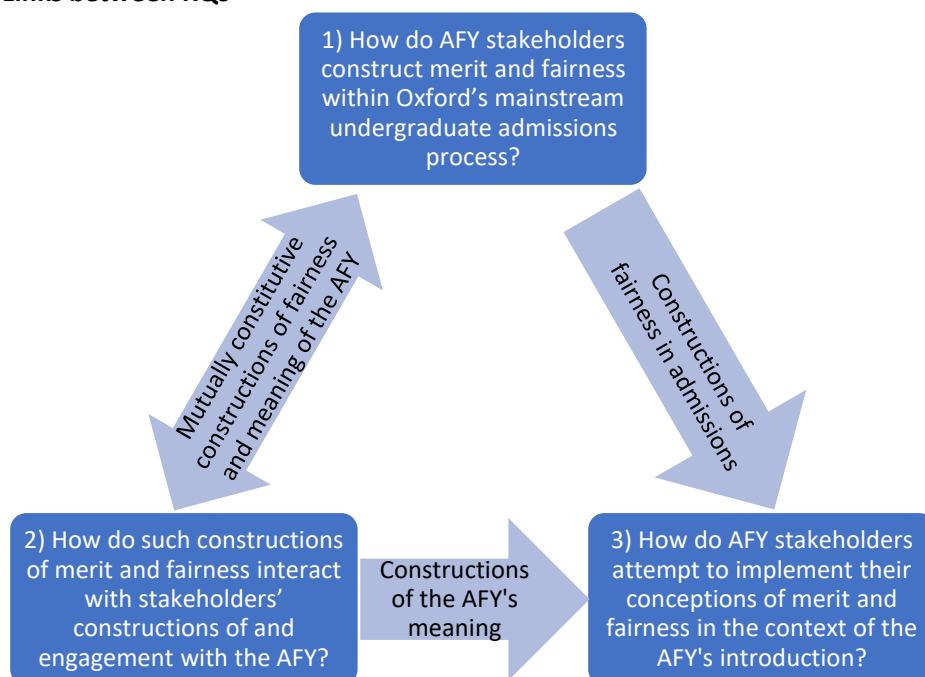 Links between RQs
1) How do AFY stakeholders
construct merit and fairness
within Oxford's mainstream
undergraduate admissions
process?
Mutually constitutive
constructions of fairness
and meaning of the AFY
Constructions of
fairness in admissions
2) How do such constructions
of merit and fairness interact
with stakeholders'
constructions of and
engagement with the AFY?
Constructions
of the AFY's
meaning
3) How do AFY stakeholders
attempt to implement their
conceptions of merit and
fairness in the context of the
AFY's introduction?